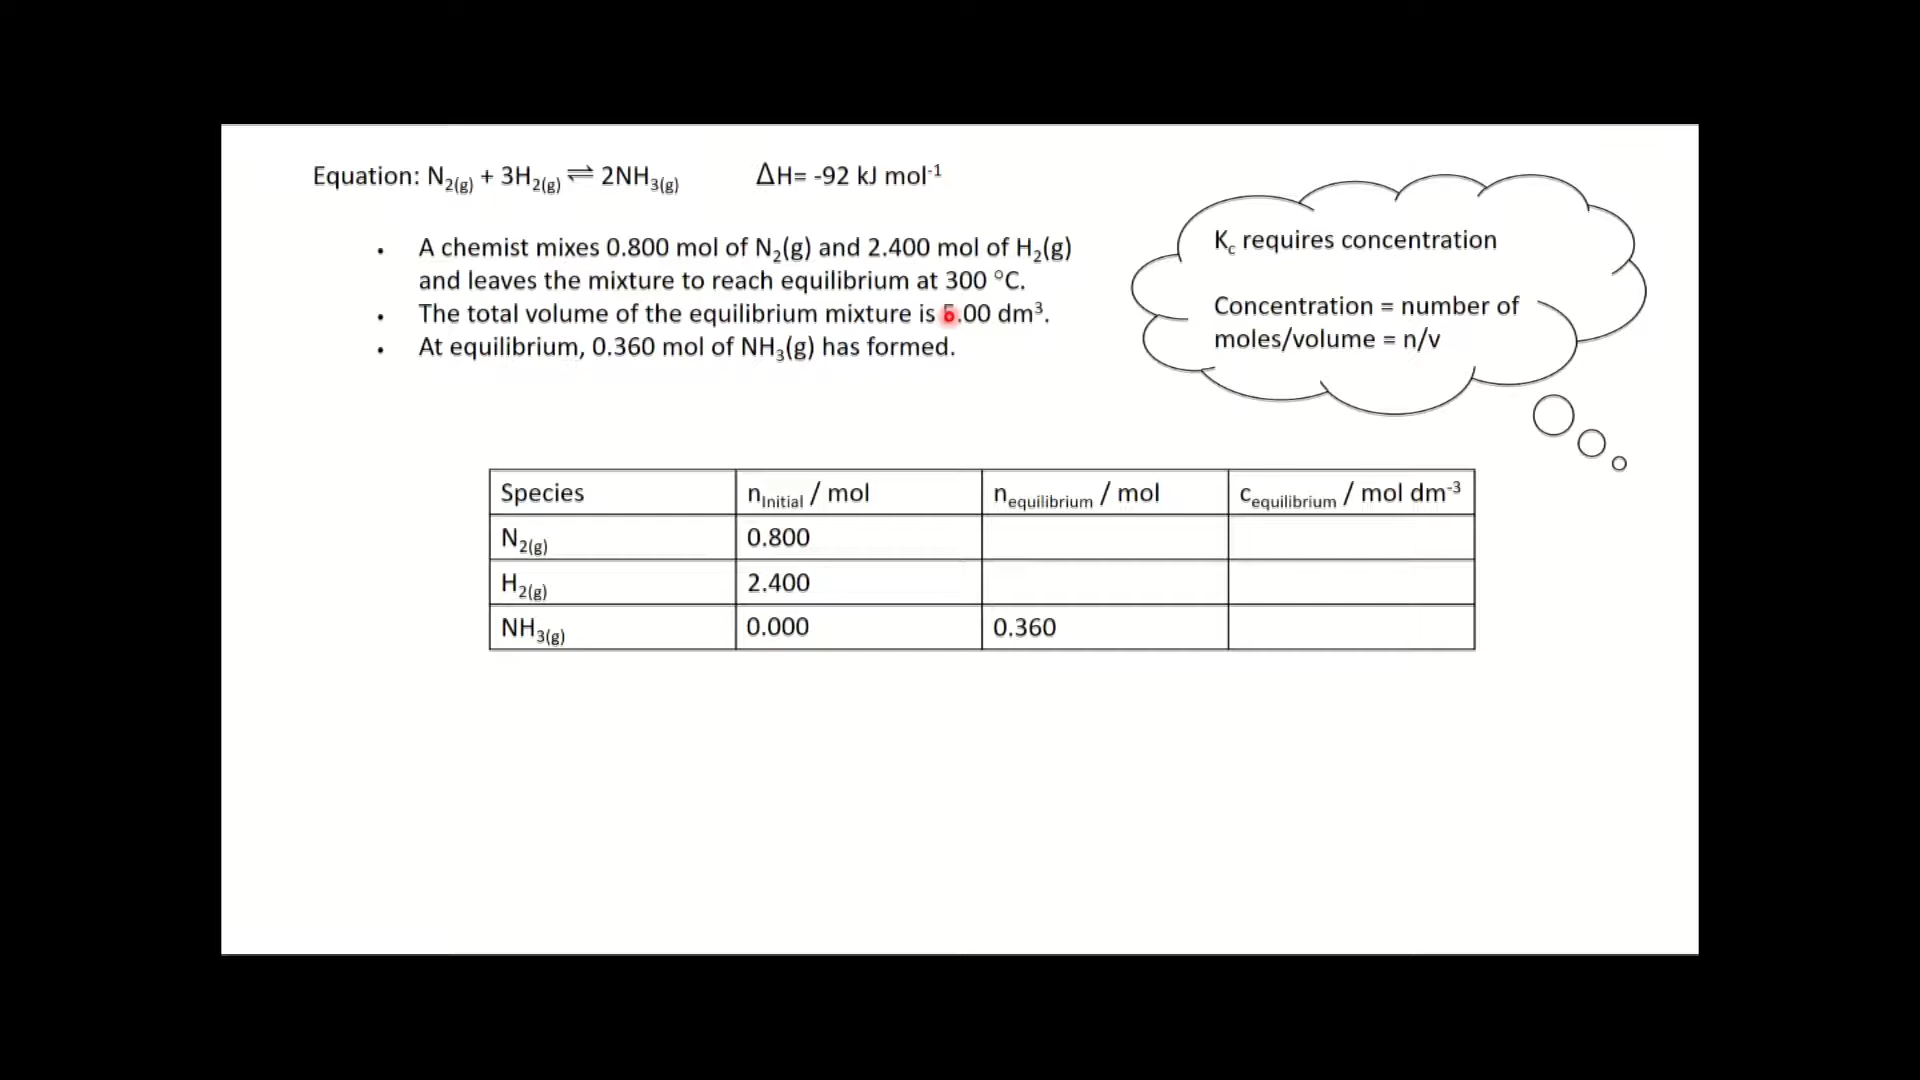 Equation: N₂(g) + 3H₂(g) ⇌ 2NH₃(g) ΔH= -92 kJ mol⁻¹
• A chemist mixes 0.800 mol of N₂(g) and 2.400 mol of H₂(g)
and leaves the mixture to reach equilibrium at 300 °C.
• The total volume of the equilibrium mixture is 5.00 dm³.
• At equilibrium, 0.360 mol of NH₃(g) has formed.
Kc requires concentration
Concentration = number of
moles/volume = n/v
Species nInitial / mol nequilibrium / mol cequilibrium / mol dm⁻³
N₂(g) 0.800
H₂(g) 2.400
NH₃(g) 0.000 0.360